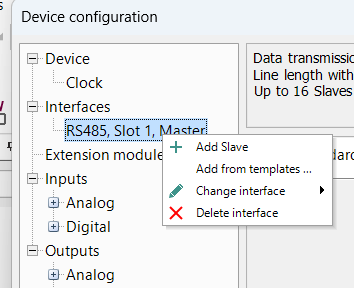 Device configuration
Device
Clock
Interfaces
RS485, Slot 1, Master
Extension module
Inputs
Analog
Digital
Outputs
Analog
Data transmissio
Line length with
Up to 16 Slaves
dard
Add Slave
Add from templates ...
Change interface
Delete interface